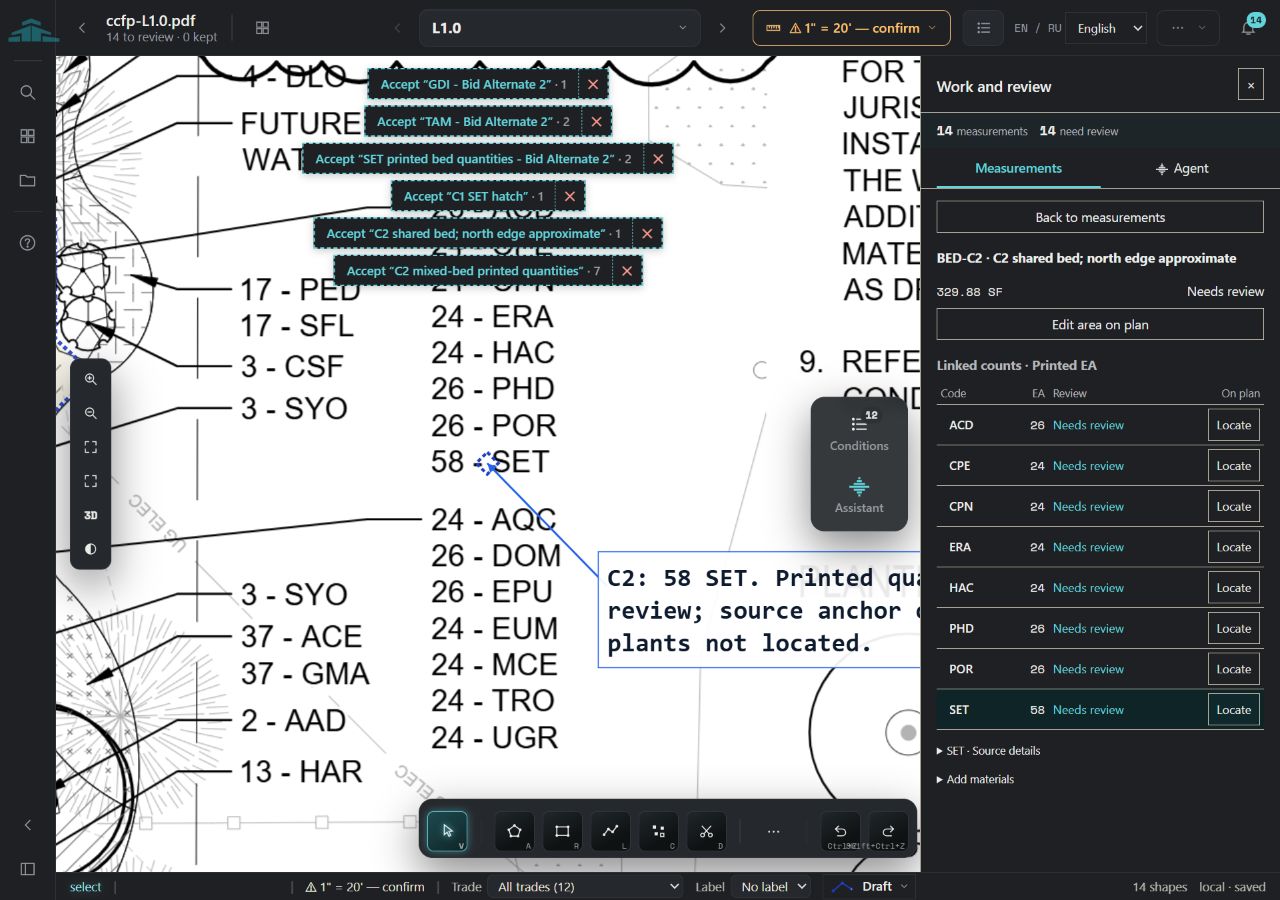 ccfp-L1.0.pdf
14 to review · 0 kept
L1.0
⚠ 1" = 20' — confirm
EN / RU
English
···
14
4 - DLO
FUTURE
WAT
17 - PED
17 - SFL
3 - CSF
3 - SYO
3 - SYO
37 - ACE
37 - GMA
2 - AAD
13 - HAR
UG ELEC
Accept “GDI - Bid Alternate 2” · 1 ✕
Accept “TAM - Bid Alternate 2” · 2 ✕
Accept “SET printed bed quantities - Bid Alternate 2” · 2 ✕
Accept “C1 SET hatch” · 1 ✕
Accept “C2 shared bed; north edge approximate” · 1 ✕
Accept “C2 mixed-bed printed quantities” · 7 ✕
24 - ERA
24 - HAC
26 - PHD
26 - POR
58 - SET
24 - AQC
26 - DOM
26 - EPU
24 - EUM
24 - MCE
24 - TRO
24 - UGR
C2: 58 SET. Printed
review; source anchor
plants not located.
FOR
JURIS
INSTA
THE
ADDI
MATE
AS
9. REFE
COND
3D
12
Conditions
Assistant
V
A
R
L
C
D
···
Work and review
×
14 measurements 14 need review
Measurements
Agent
Back to measurements
BED-C2 · C2 shared bed; north edge approximate
329.88 SF Needs review
Edit area on plan
Linked counts · Printed EA
Code EA Review On plan
ACD 26 Needs review Locate
CPE 24 Needs review Locate
CPN 24 Needs review Locate
ERA 24 Needs review Locate
HAC 24 Needs review Locate
PHD 26 Needs review Locate
POR 26 Needs review Locate
SET 58 Needs review Locate
SET · Source details
Add materials
select
⚠ 1" = 20' — confirm
Trade
All trades (12)
Label
No label
Draft
14 shapes
local · saved